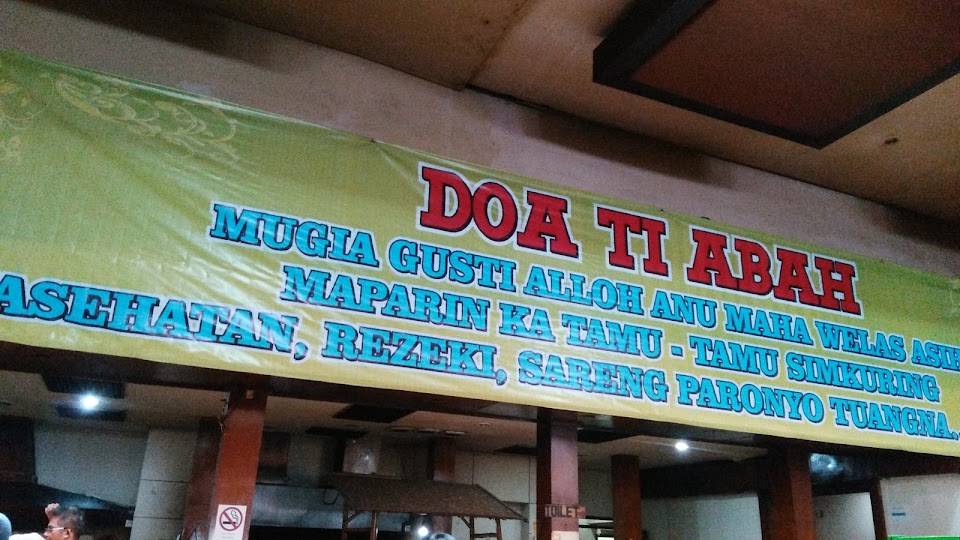 DOA TI ABAH
MUGIA GUSTI ALLOH ANU MAHA WELAS ASIH
MAPARIN KA TAMU - TAMU SIMKURING
ASEHATAN, REZEKI, SARENG PARONYO TUANGNA..
TOILET